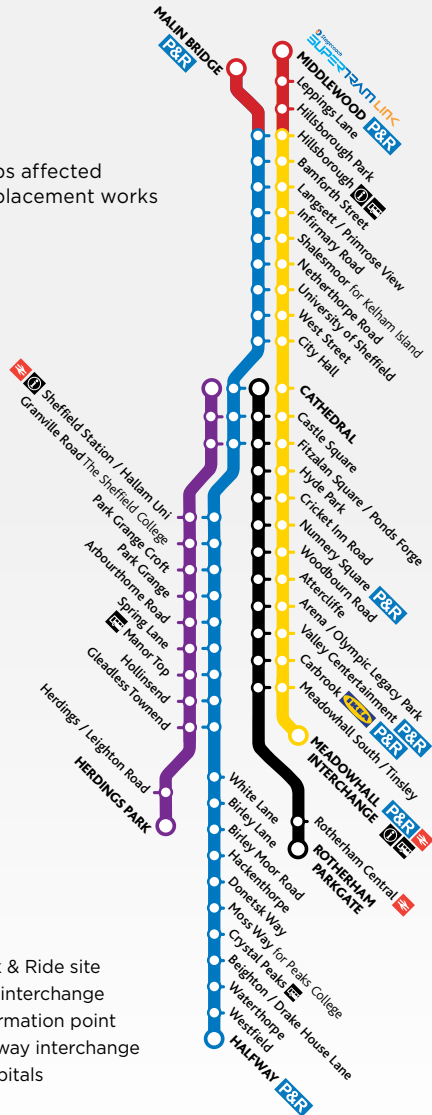 MALIN BRIDGE
P&R
Stagecoach
SUPERTRAM LINK
MIDDLEWOOD P&R
Leppings Lane
Hillsborough Park
Hillsborough
Bamforth Street
Langsett / Primrose View
Infirmary Road
Shalesmoor for Kelham Island
Netherthorpe Road
University of Sheffield
West Street
City Hall
CATHEDRAL
Castle Square
Fitzalan Square / Ponds Forge
Hyde Park
Cricket Inn Road
Nunnery Square P&R
Woodbourn Road
Attercliffe
Arena / Olympic Legacy Park
Valley Centertainment P&R
Carbrook IKEA P&R
Meadowhall South / Tinsley
MEADOWHALL P&R
INTERCHANGE
Rotherham Central
ROTHERHAM
PARKGATE
ps affected
placement works
Sheffield Station / Hallam Uni
Granville Road The Sheffield College
Park Grange Croft
Park Grange
Arbourthorne Road
Spring Lane
Manor Top
Hollinsend
Gleadless Townend
Herdings / Leighton Road
HERDINGS PARK
White Lane
Birley Lane
Birley Moor Road
Hackenthorpe
Donetsk Way
Moss Way for Peaks College
Crystal Peaks
Beighton / Drake House Lane
Waterthorpe
Westfield
HALFWAY P&R
k & Ride site
interchange
rmation point
way interchange
pitals